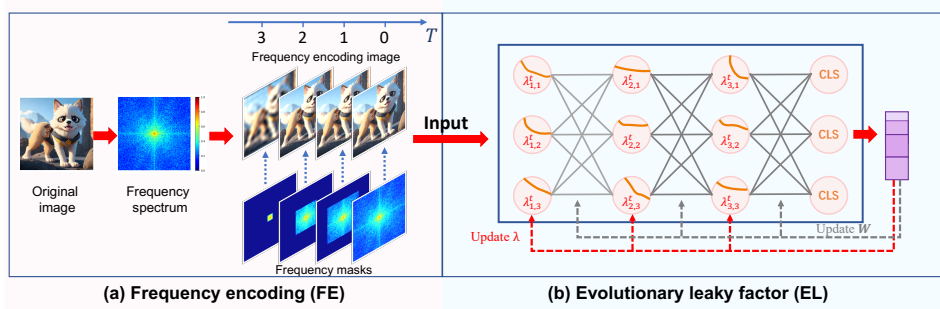 3 2 1 0 T
Frequency encoding image
Original
image
Frequency
spectrum
Frequency masks
(a) Frequency encoding (FE)
Input
λ^t_{1,1} λ^t_{2,1} λ^t_{3,1} CLS
λ^t_{1,2} λ^t_{2,2} λ^t_{3,2} CLS
λ^t_{1,3} λ^t_{2,3} λ^t_{3,3} CLS
Update λ
Update W
(b) Evolutionary leaky factor (EL)